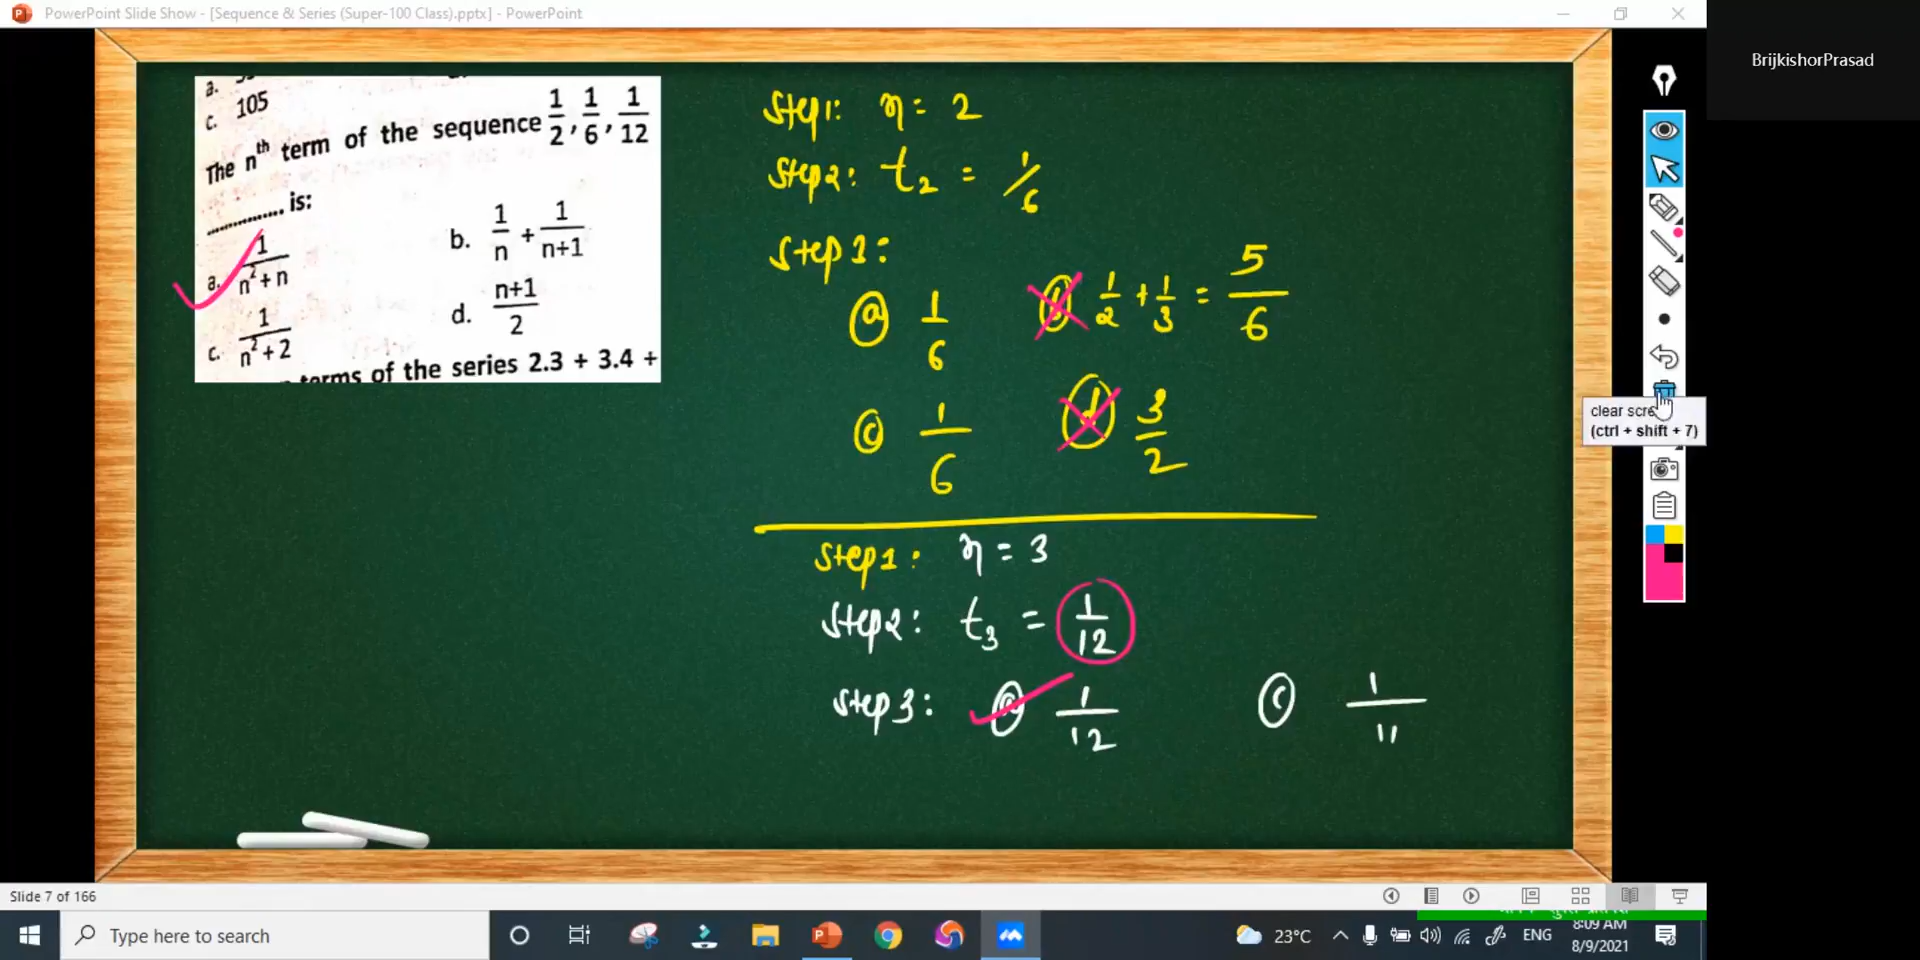 PowerPoint Slide Show - [Sequence & Series (Super-100 Class).pptx] - PowerPoint
BrijkishorPrasad
a.
c. 105
The nth term of the sequence 1/2, 1/6, 1/12
............... is:
a. 1/(n²+n)
b. 1/n + 1/(n+1)
c. 1/(n²+2)
d. (n+1)/2
terms of the series 2.3 + 3.4 +
Step1: n = 2
Step2: t2 = 1/6
Step3:
a 1/6
b 1/2 + 1/3 = 5/6
c 1/6
d 3/2
Step1: n = 3
Step2: t3 = 1/12
Step3: a 1/12 c 1/11
clear scre
(ctrl + shift + 7)
Slide 7 of 166
Type here to search
23°C
ENG
8:09 AM
8/9/2021